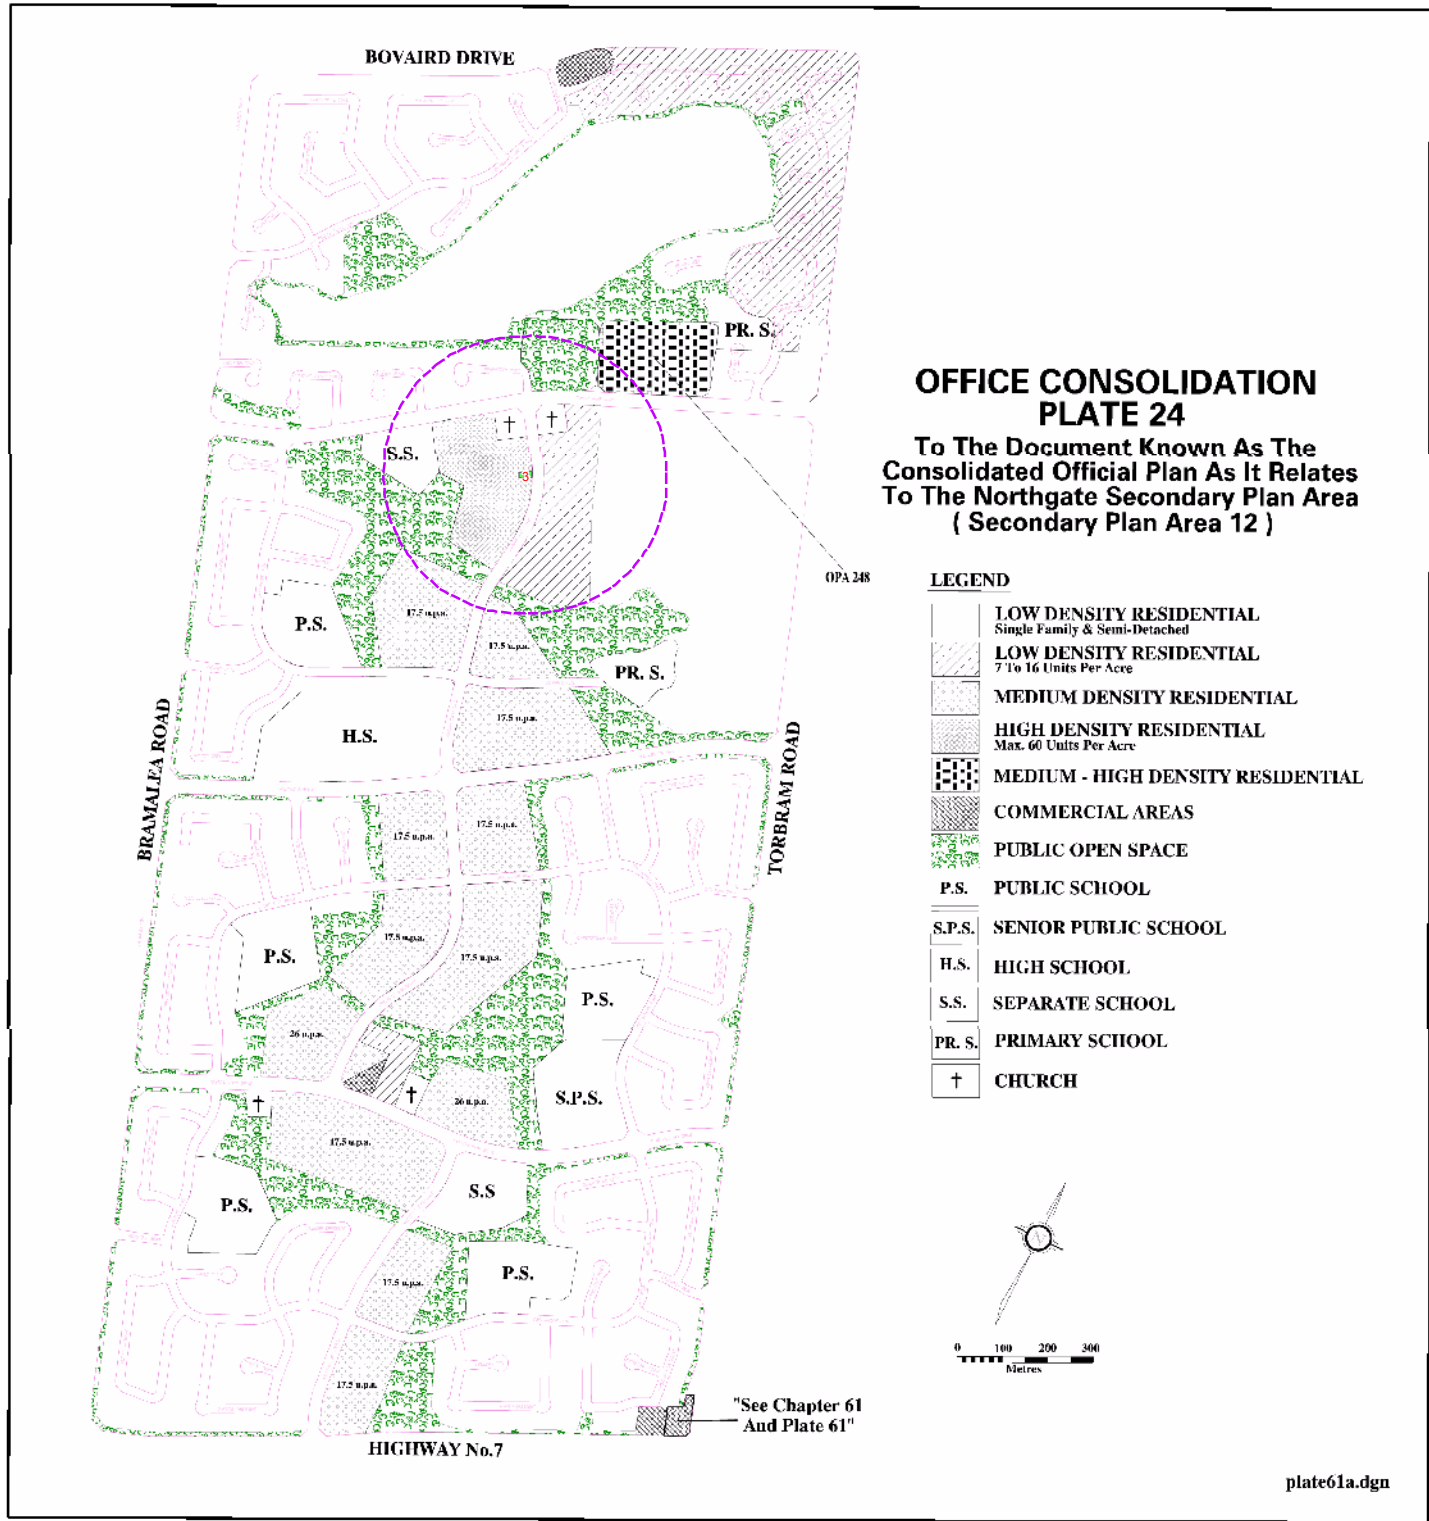 BOVAIRD DRIVE
PR. S.
OFFICE CONSOLIDATION
PLATE 24
To The Document Known As The
Consolidated Official Plan As It Relates
To The Northgate Secondary Plan Area
( Secondary Plan Area 12 )
S.S.
3
OPA 248
LEGEND
LOW DENSITY RESIDENTIAL
Single Family & Semi-Detached
LOW DENSITY RESIDENTIAL
7 To 16 Units Per Acre
MEDIUM DENSITY RESIDENTIAL
HIGH DENSITY RESIDENTIAL
Max. 60 Units Per Acre
MEDIUM - HIGH DENSITY RESIDENTIAL
COMMERCIAL AREAS
PUBLIC OPEN SPACE
P.S. PUBLIC SCHOOL
S.P.S. SENIOR PUBLIC SCHOOL
H.S. HIGH SCHOOL
S.S. SEPARATE SCHOOL
PR. S. PRIMARY SCHOOL
CHURCH
17.5 u.p.a.
P.S.
17.5 u.p.a.
PR. S.
17.5 u.p.a.
H.S.
BRAMALEA ROAD
TORBRAM ROAD
17.5 u.p.a.
17.5 u.p.a.
17.5 u.p.a.
P.S.
17.5 u.p.a.
P.S.
26 u.p.a.
S.P.S.
26 u.p.a.
17.5 u.p.a.
S.S
P.S.
P.S.
17.5 u.p.a.
17.5 u.p.a.
0 100 200 300
Metres
"See Chapter 61
And Plate 61"
HIGHWAY No.7
plate61a.dgn